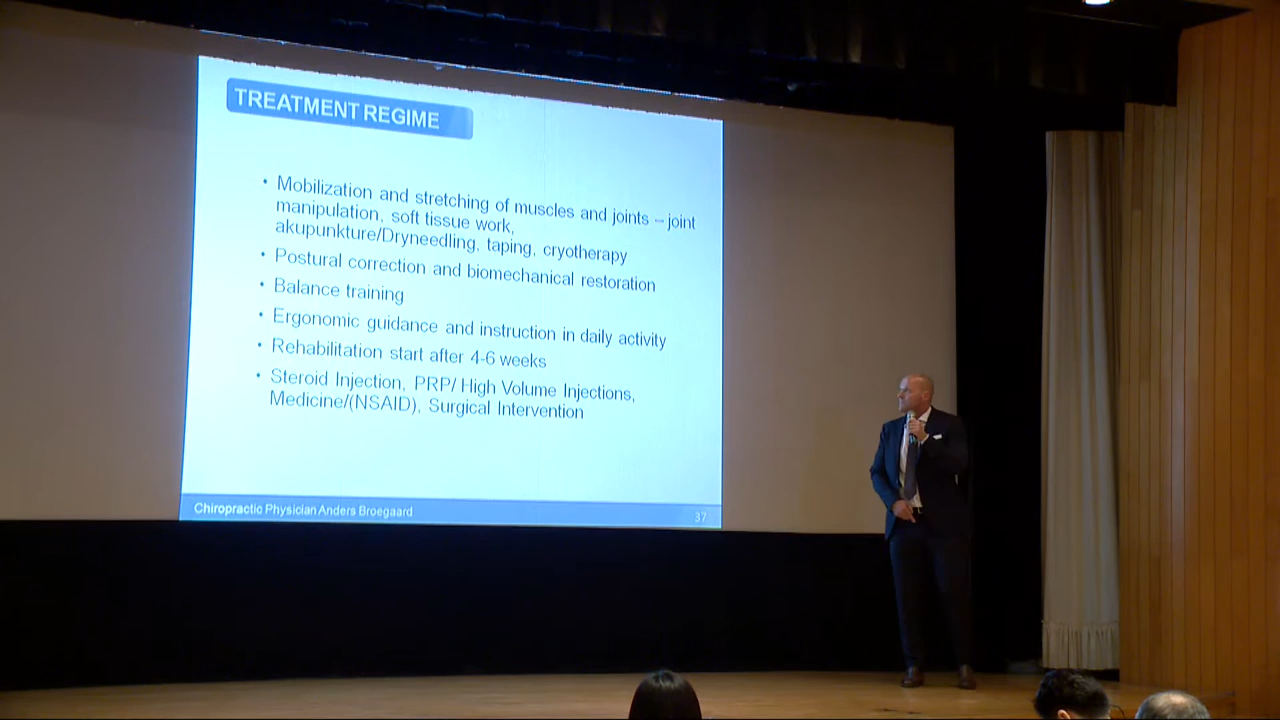 TREATMENT REGIME
• Mobilization and stretching of muscles and joints – joint
manipulation, soft tissue work,
akupunkture/Dryneedling, taping, cryotherapy
• Postural correction and biomechanical restoration
• Balance training
• Ergonomic guidance and instruction in daily activity
• Rehabilitation start after 4-6 weeks
• Steroid Injection, PRP/ High Volume Injections,
Medicine/(NSAID), Surgical Intervention
Chiropractic Physician Anders Broegaard
37